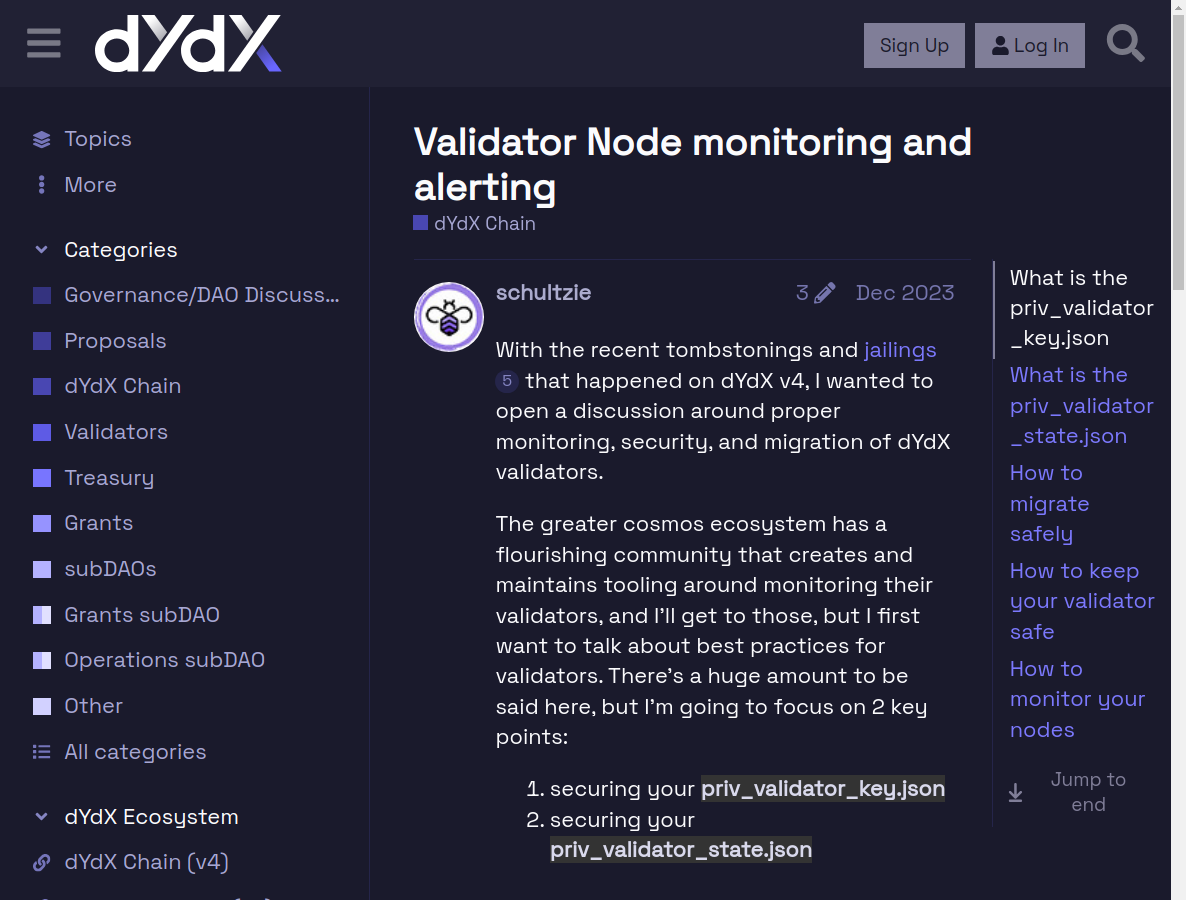 dYdX
Sign Up
Log In
Topics
More
Categories
Governance/DAO Discuss...
Proposals
dYdX Chain
Validators
Treasury
Grants
subDAOs
Grants subDAO
Operations subDAO
Other
All categories
dYdX Ecosystem
dYdX Chain (v4)
Validator Node monitoring and
alerting
dYdX Chain
schultzie
3
Dec 2023
With the recent tombstonings and jailings
5 that happened on dYdX v4, I wanted to
open a discussion around proper
monitoring, security, and migration of dYdX
validators.
The greater cosmos ecosystem has a
flourishing community that creates and
maintains tooling around monitoring their
validators, and I’ll get to those, but I first
want to talk about best practices for
validators. There’s a huge amount to be
said here, but I’m going to focus on 2 key
points:
1. securing your priv_validator_key.json
2. securing your
priv_validator_state.json
What is the
priv_validator
_key.json
What is the
priv_validator
_state.json
How to
migrate
safely
How to keep
your validator
safe
How to
monitor your
nodes
Jump to
end